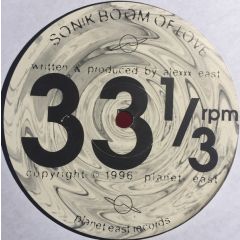 SONIK BOOM OF LOVE
written & produced by alexxx east
33 1/3 rpm
copyright © 1996 planet east
planet east records